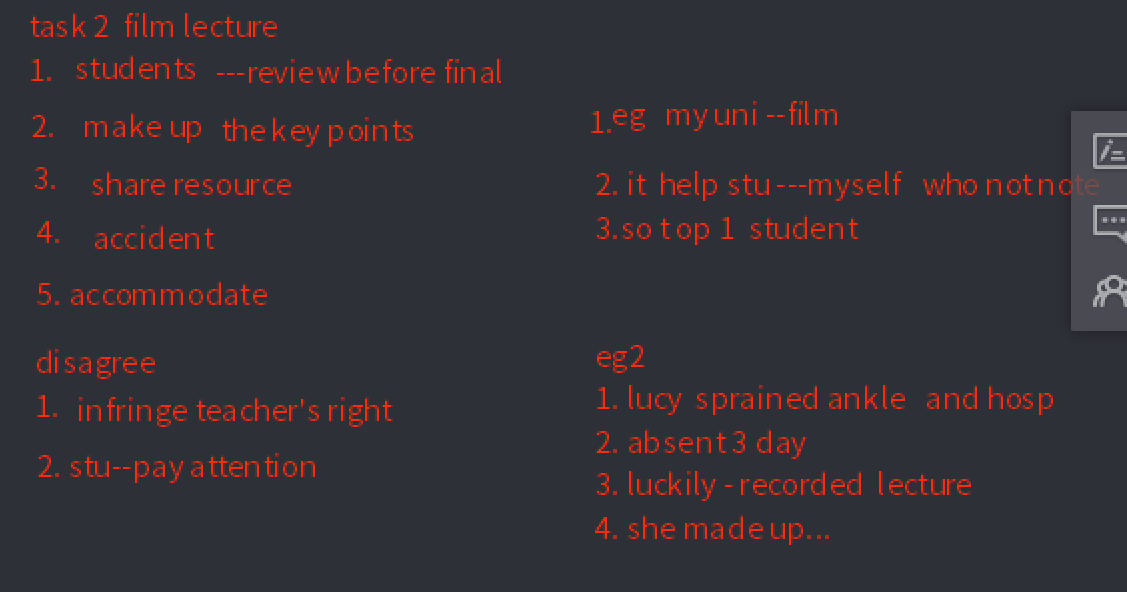 task 2 film lecture
1. students ---review before final
2. make up the key points
3. share resource
4. accident
5. accommodate
disagree
1. infringe teacher's right
2. stu--pay attention
1.eg my uni --film
2. it help stu ---myself who not note
3.so top 1 student
eg2
1. lucy sprained ankle and hosp
2. absent 3 day
3. luckily - recorded lecture
4. she made up...